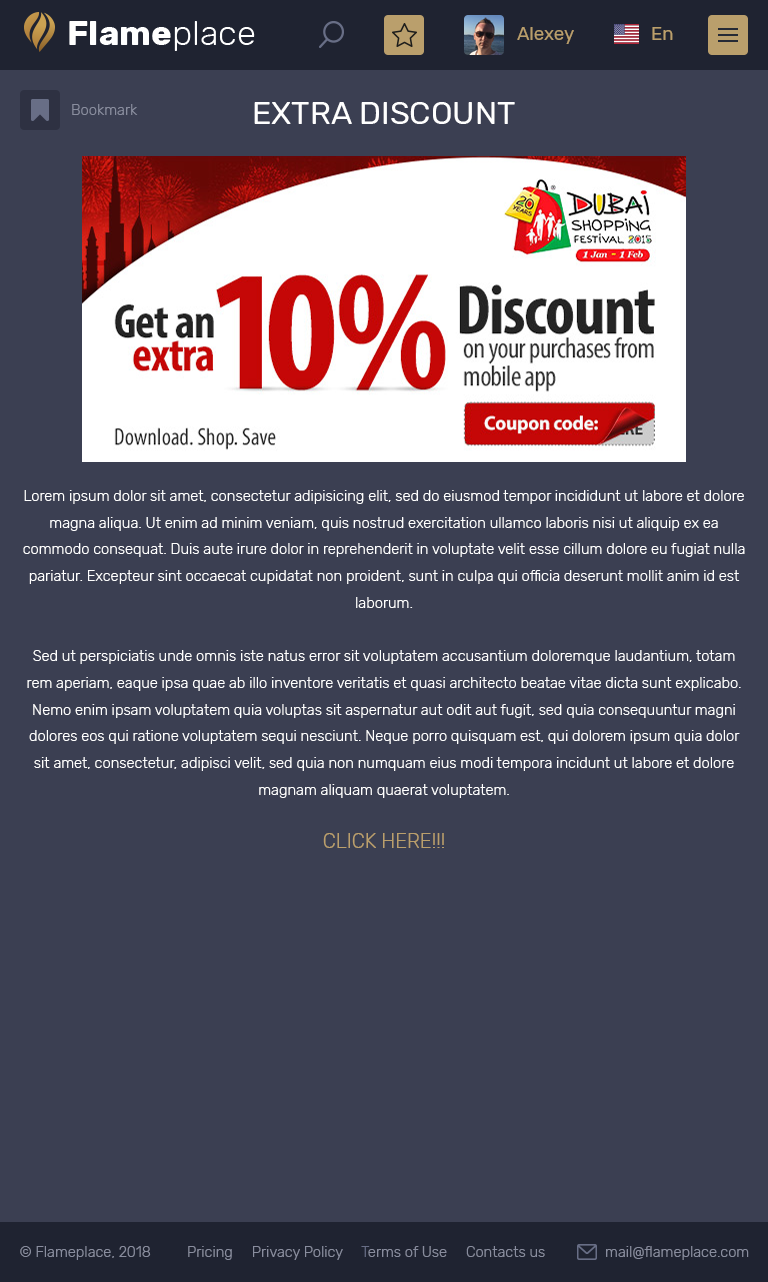 Flameplace
Alexey
En
Bookmark
EXTRA DISCOUNT
20
YEARS
DUBAI
SHOPPING
FESTIVAL 2015
1 Jan - 1 Feb
Get an
extra
10%
Discount
on your purchases from
mobile app
Coupon code:
Download. Shop. Save
Lorem ipsum dolor sit amet, consectetur adipisicing elit, sed do eiusmod tempor incididunt ut labore et dolore
magna aliqua. Ut enim ad minim veniam, quis nostrud exercitation ullamco laboris nisi ut aliquip ex ea
commodo consequat. Duis aute irure dolor in reprehenderit in voluptate velit esse cillum dolore eu fugiat nulla
pariatur. Excepteur sint occaecat cupidatat non proident, sunt in culpa qui officia deserunt mollit anim id est
laborum.
Sed ut perspiciatis unde omnis iste natus error sit voluptatem accusantium doloremque laudantium, totam
rem aperiam, eaque ipsa quae ab illo inventore veritatis et quasi architecto beatae vitae dicta sunt explicabo.
Nemo enim ipsam voluptatem quia voluptas sit aspernatur aut odit aut fugit, sed quia consequuntur magni
dolores eos qui ratione voluptatem sequi nesciunt. Neque porro quisquam est, qui dolorem ipsum quia dolor
sit amet, consectetur, adipisci velit, sed quia non numquam eius modi tempora incidunt ut labore et dolore
magnam aliquam quaerat voluptatem.
CLICK HERE!!!
© Flameplace, 2018
Pricing
Privacy Policy
Terms of Use
Contacts us
mail@flameplace.com